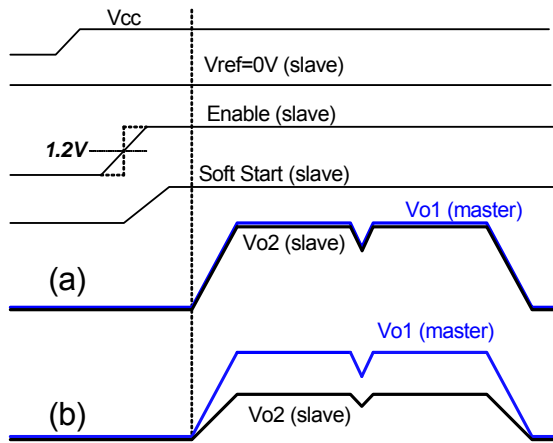 Vcc
Vref=0V (slave)
Enable (slave)
1.2V
Soft Start (slave)
Vo1 (master)
Vo2 (slave)
(a)
Vo1 (master)
Vo2 (slave)
(b)